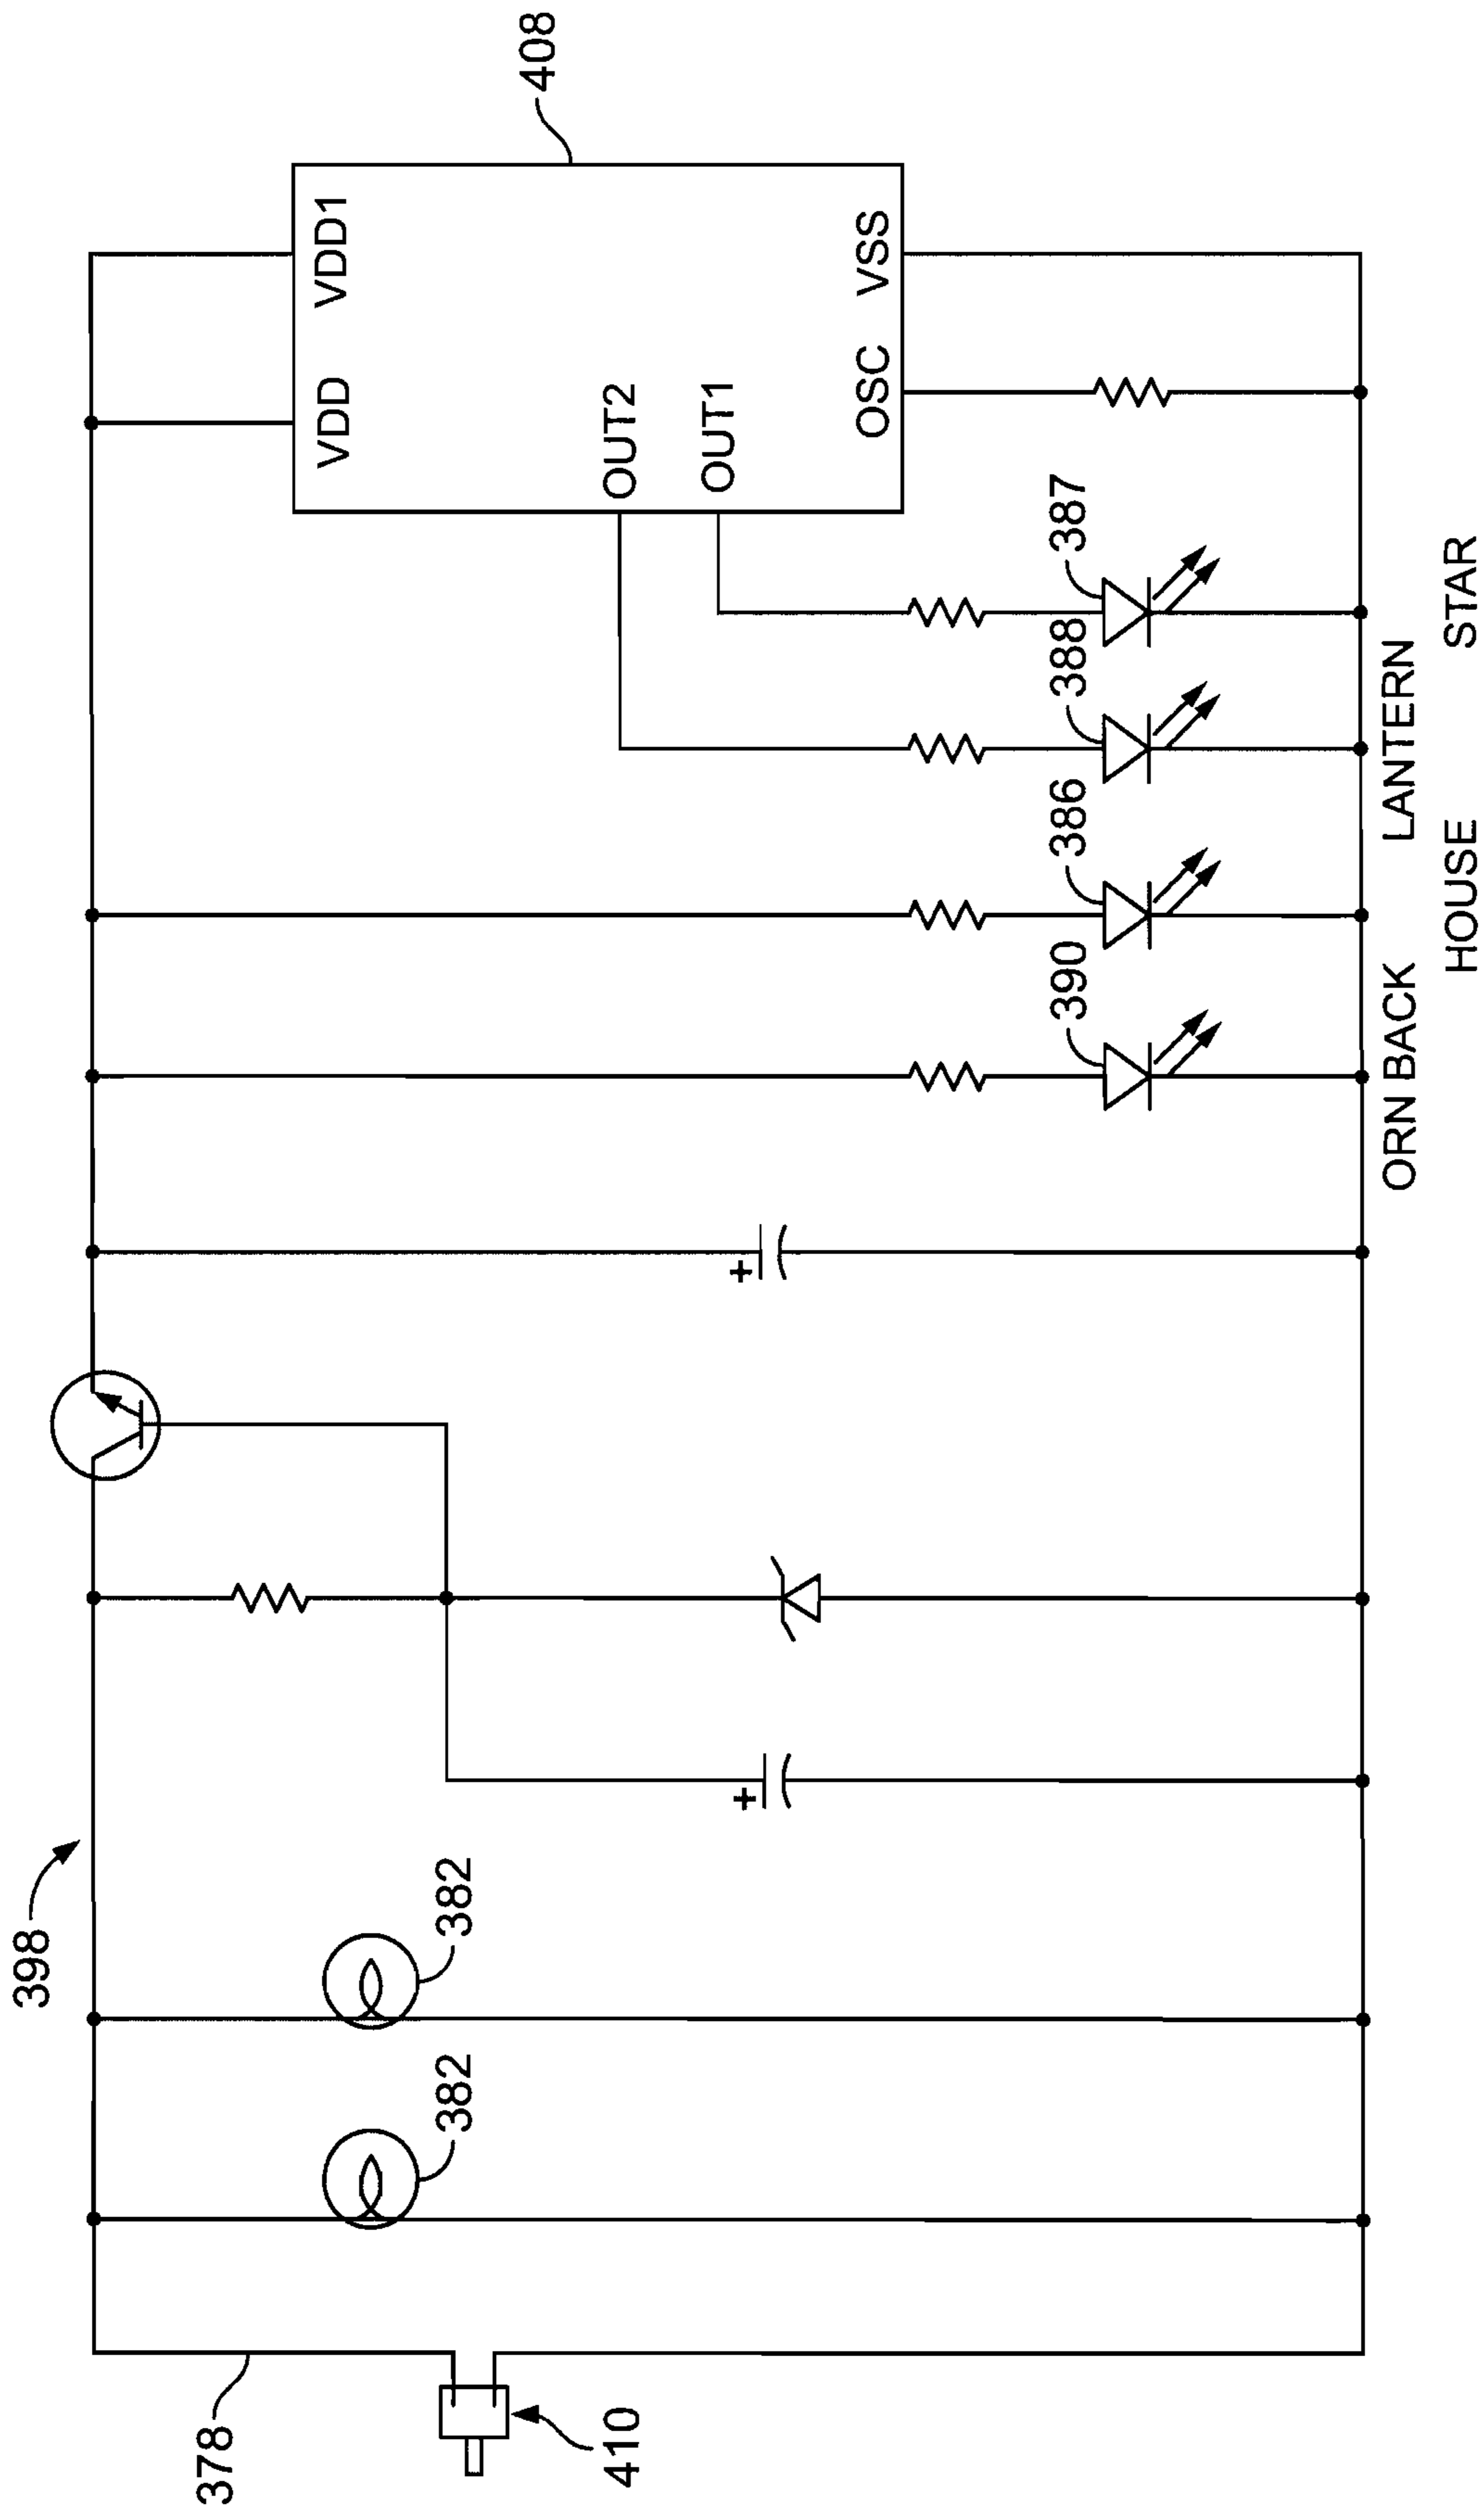 398
408
VDD
VDD1
OUT2
OUT1
OSC
VSS
382
382
378
410
390
386
388
387
ORN BACK
LANTERN
HOUSE
STAR
+
+